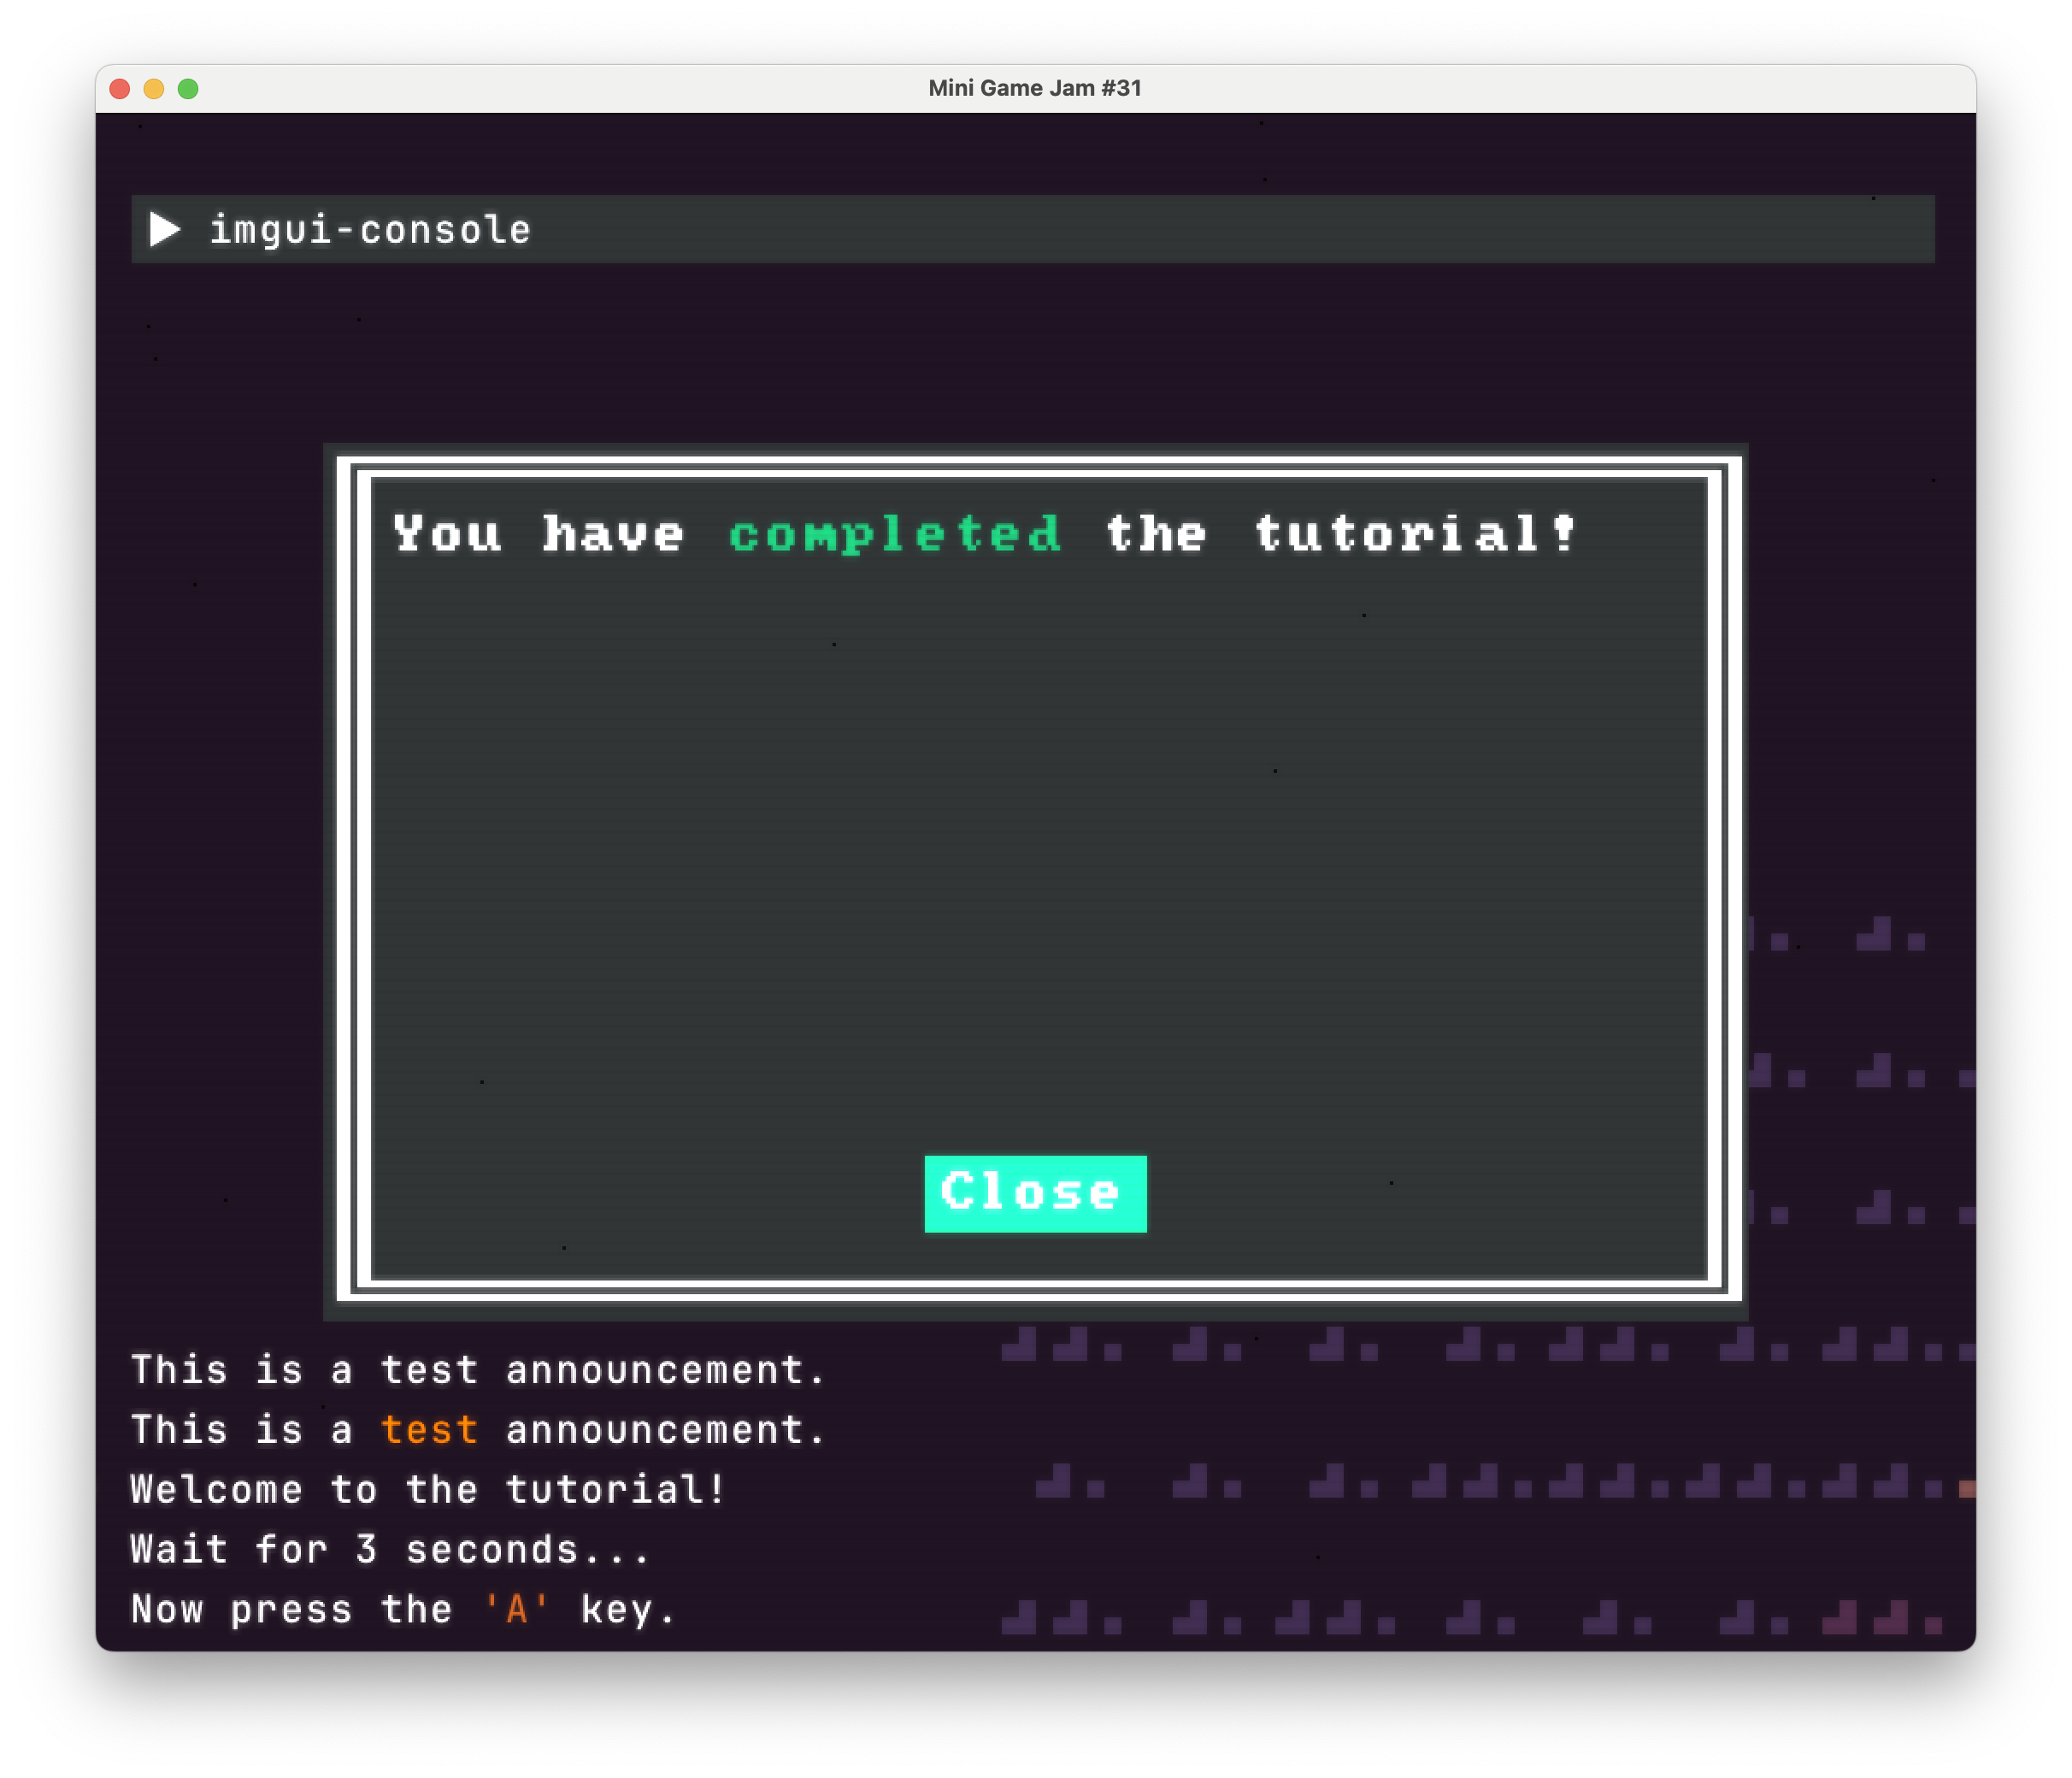 Mini Game Jam #31
imgui-console
You have completed the tutorial!
Close
This is a test announcement.
This is a test announcement.
Welcome to the tutorial!
Wait for 3 seconds...
Now press the 'A' key.